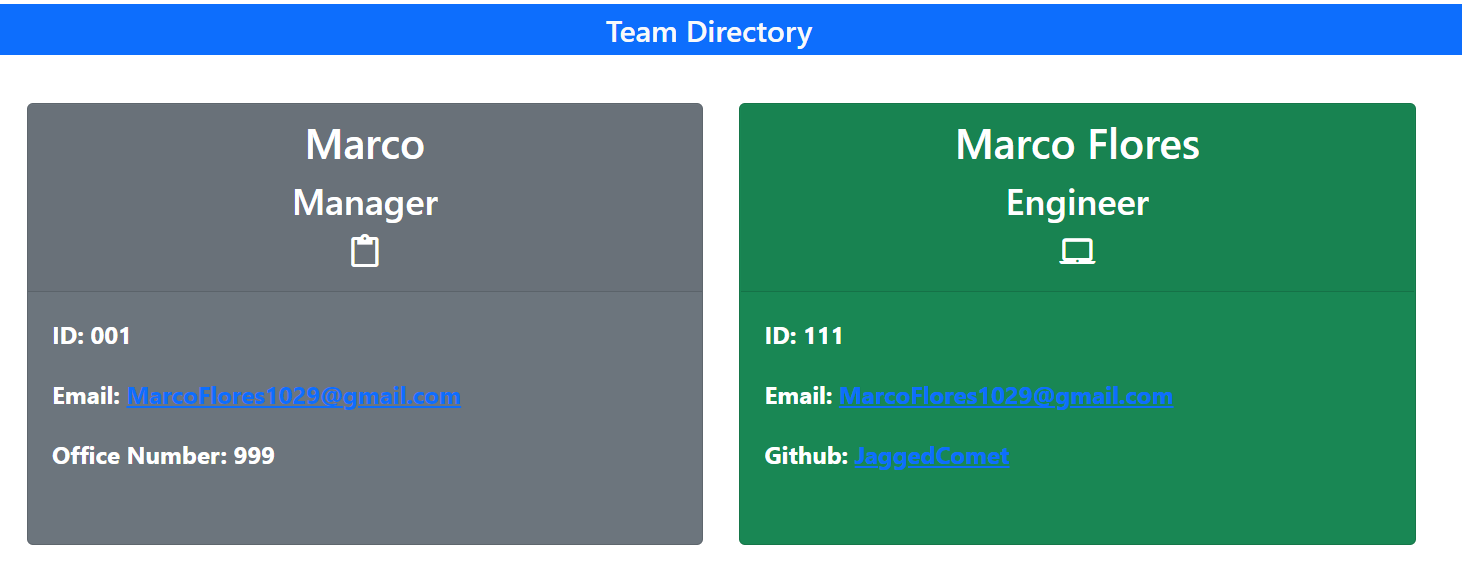 Team Directory
Marco
Manager
ID: 001
Email: MarcoFlores1029@gmail.com
Office Number: 999
Marco Flores
Engineer
ID: 111
Email: MarcoFlores1029@gmail.com
Github: JaggedComet